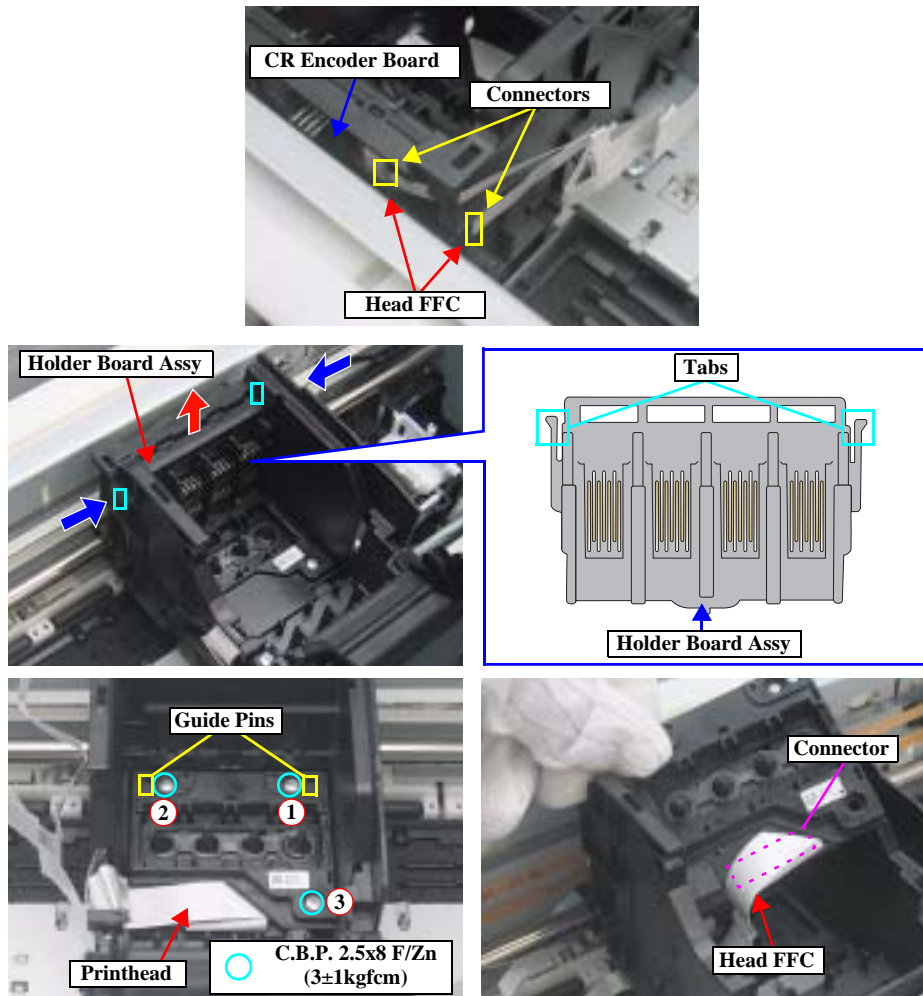 CR Encoder Board
Connectors
Head FFC
Holder Board Assy
Tabs
Holder Board Assy
Guide Pins
2
1
3
Printhead
C.B.P. 2.5x8 F/Zn
(3±1kgfcm)
Connector
Head FFC